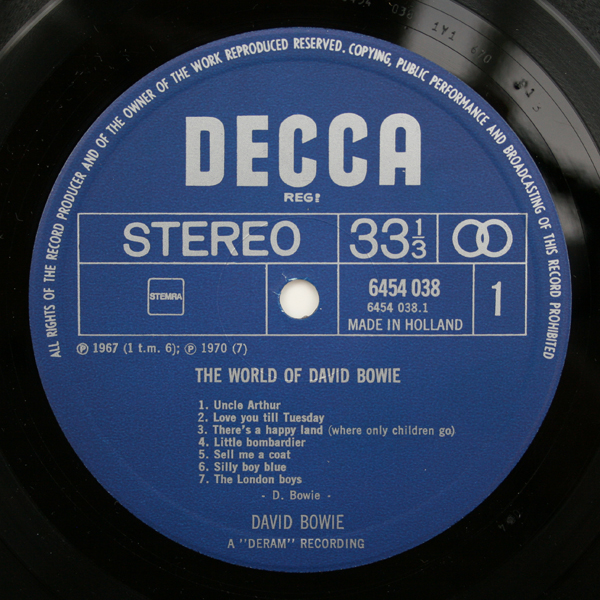 ALL RIGHTS OF THE RECORD PRODUCER AND OF THE OWNER OF THE WORK REPRODUCED RESERVED. COPYING, PUBLIC PERFORMANCE AND BROADCASTING OF THIS RECORD PROHIBITED
DECCA
REG!
STEREO
33 1/3
STEMRA
6454 038
6454 038.1
MADE IN HOLLAND
1
℗ 1967 (1 t.m. 6); ℗ 1970 (7)
THE WORLD OF DAVID BOWIE
1. Uncle Arthur
2. Love you till Tuesday
3. There's a happy land (where only children go)
4. Little bombardier
5. Sell me a coat
6. Silly boy blue
7. The London boys
- D. Bowie -
DAVID BOWIE
A "DERAM" RECORDING